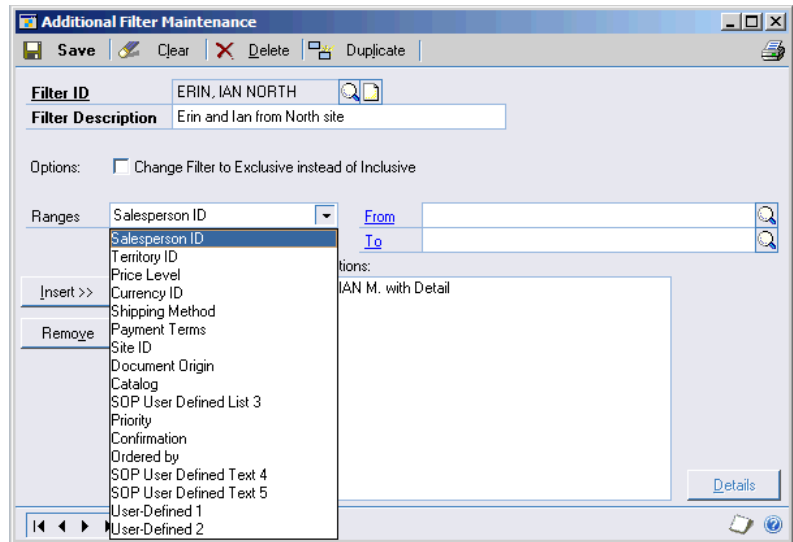 Additional Filter Maintenance
Save Clear Delete Duplicate
Filter ID ERIN, IAN NORTH
Filter Description Erin and Ian from North site
Options: Change Filter to Exclusive instead of Inclusive
Ranges Salesperson ID From
To
Salesperson ID
Territory ID
Price Level
Currency ID
Shipping Method
Payment Terms
Site ID
Document Origin
Catalog
SOP User Defined List 3
Priority
Confirmation
Ordered by
SOP User Defined Text 4
SOP User Defined Text 5
User-Defined 1
User-Defined 2
tions:
Insert >>
IAN M. with Detail
Remove
Details